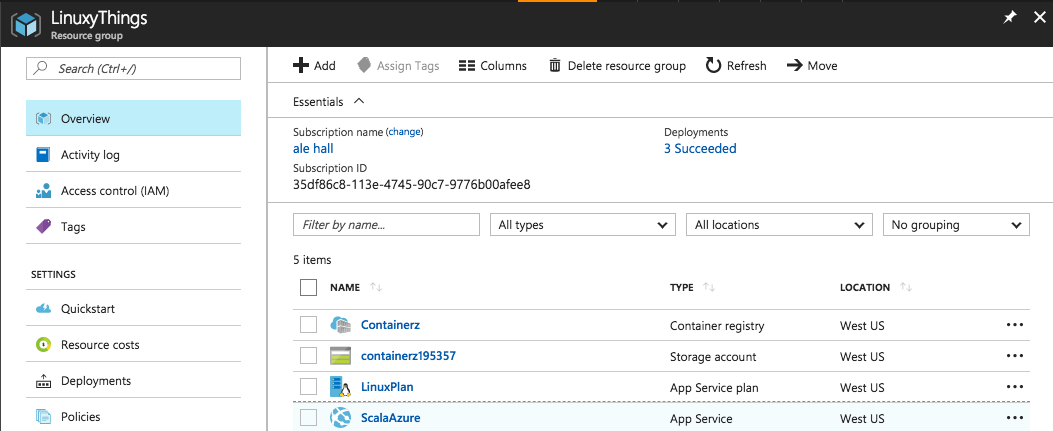 LinuxyThings
Resource group
Search (Ctrl+/)
Overview
Activity log
Access control (IAM)
Tags
SETTINGS
Quickstart
Resource costs
Deployments
Policies
Add Assign Tags Columns Delete resource group Refresh Move
Essentials
Subscription name (change) Deployments
ale hall 3 Succeeded
Subscription ID
35df86c8-113e-4745-90c7-9776b00afee8
Filter by name... All types All locations No grouping
5 items
NAME TYPE LOCATION
Containerz Container registry West US
containerz195357 Storage account West US
LinuxPlan App Service plan West US
ScalaAzure App Service West US